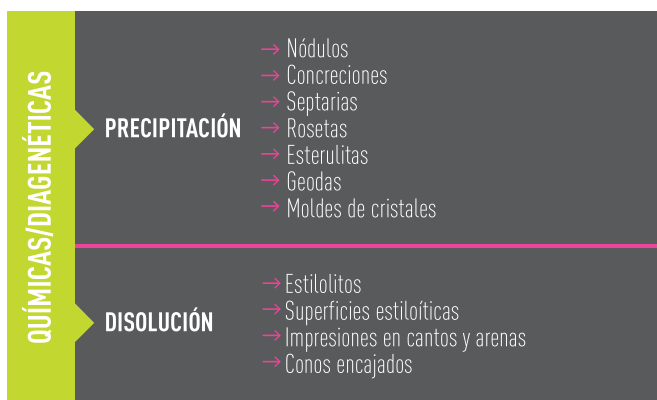 QUÍMICAS/DIAGENÉTICAS
PRECIPITACIÓN
→ Nódulos
→ Concreciones
→ Septarias
→ Rosetas
→ Esterulitas
→ Geodas
→ Moldes de cristales
DISOLUCIÓN
→ Estilolitos
→ Superficies estiloíticas
→ Impresiones en cantos y arenas
→ Conos encajados